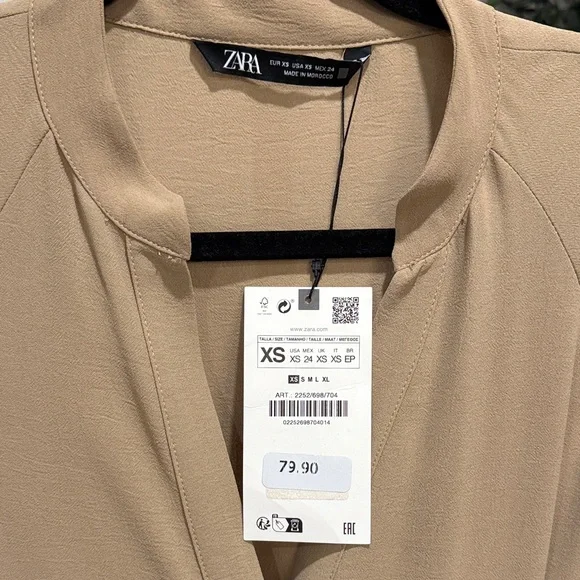 ZARA
EUR XS USA XS MEX 24
MADE IN MOROCCO
www.zara.com
TALLA / SIZE / TAMANHO / TAILLE / MAAT /
XS
USA MEX UK IT BR
XS 24 XS XS EP
XS S M L XL
ART.: 2252/698/704
02252698704014
79.90
EAC